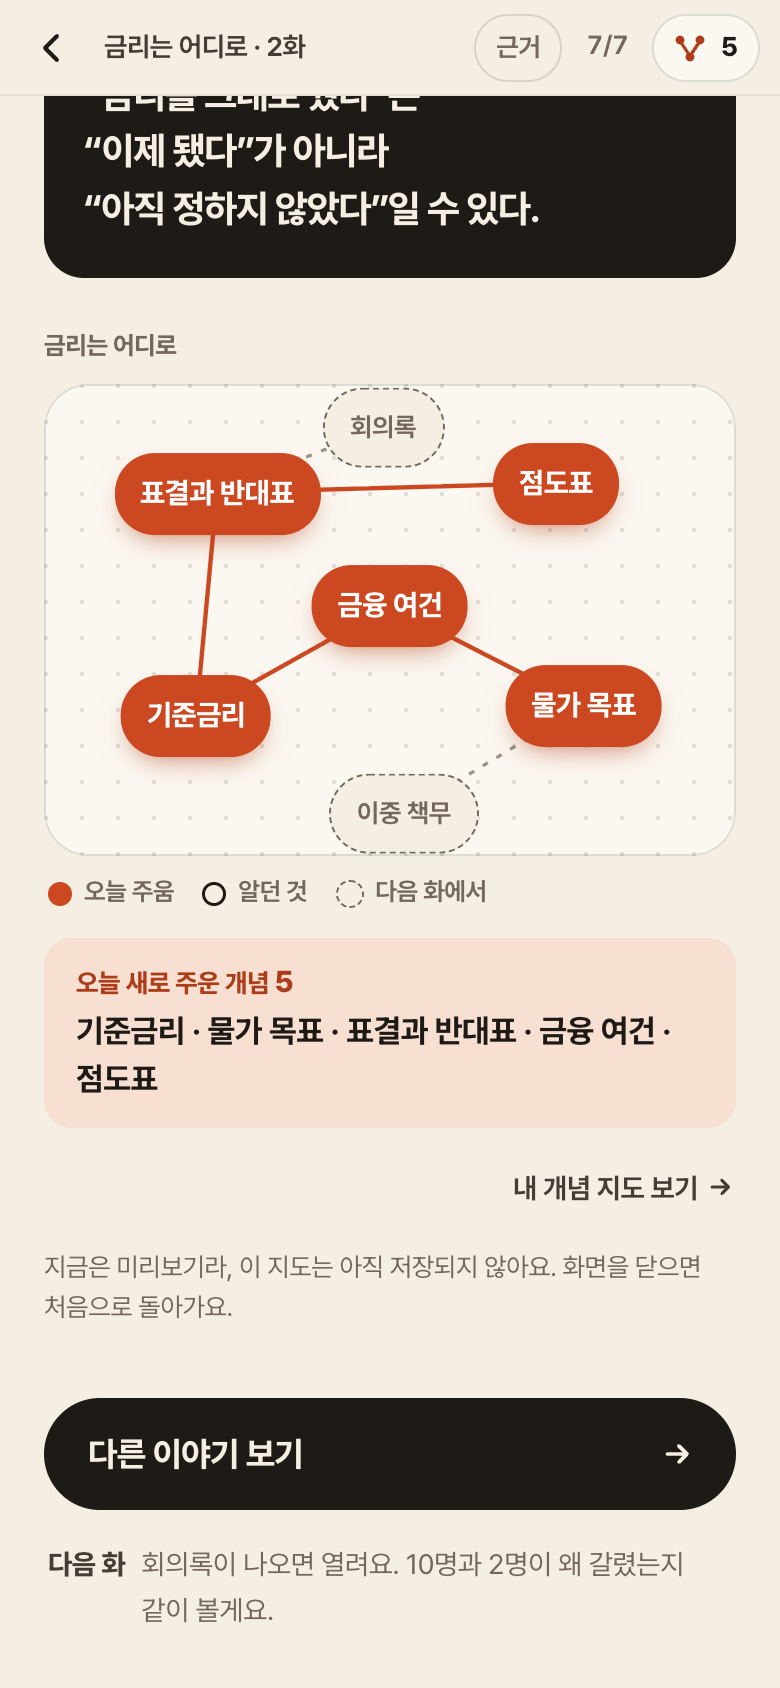 금리는 어디로 · 2화
근거
7/7
5
“이제 됐다”가 아니라
“아직 정하지 않았다”일 수 있다.
금리는 어디로
회의록
표결과 반대표
점도표
금융 여건
기준금리
물가 목표
이중 책무
오늘 주움
알던 것
다음 화에서
오늘 새로 주운 개념 5
기준금리 · 물가 목표 · 표결과 반대표 · 금융 여건 ·
점도표
내 개념 지도 보기 →
지금은 미리보기라, 이 지도는 아직 저장되지 않아요. 화면을 닫으면
처음으로 돌아가요.
다른 이야기 보기 →
다음 화 회의록이 나오면 열려요. 10명과 2명이 왜 갈렸는지
같이 볼게요.